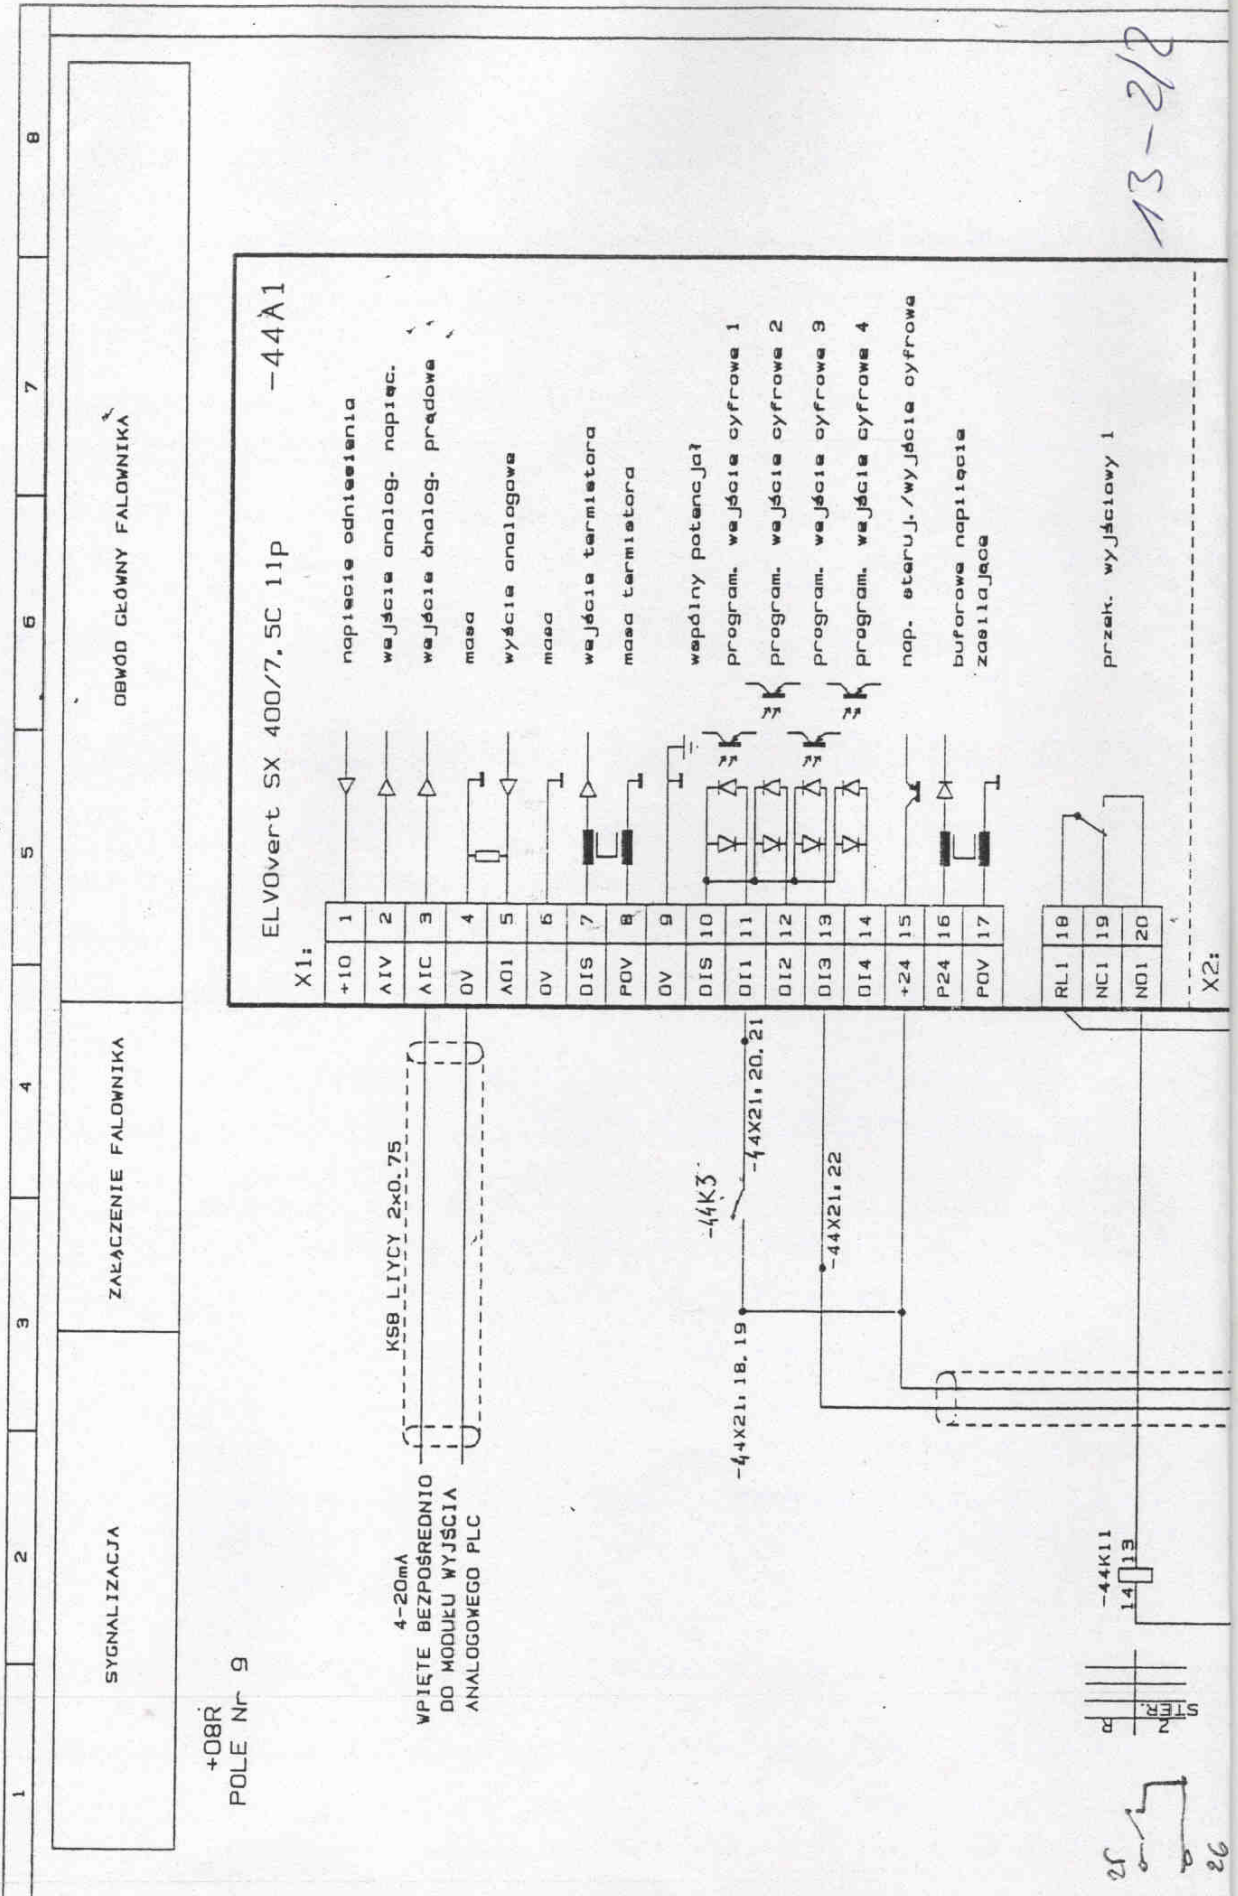 1 2 3 4 5 6 7 8
SYGNALIZACJA
ZAŁĄCZENIE FALOWNIKA
OBWÓD GŁÓWNY FALOWNIKA
+08R
POLE Nr 9
ELVOvert SX 400/7,5C 11p
-44A1
X1:
+10 1 napięcie odniesienia
AIV 2 wejście analog. napięc.
AIC 3 wejście analog. prądowe
0V 4 masa
AO1 5 wyście analogowe
0V 6 masa
DIS 7 wejście termistora
POV 8 masa termistora
0V 9
DIS 10 wspólny potencjał
DI1 11 program. wejście cyfrowe 1
DI2 12 program. wejście cyfrowe 2
DI3 13 program. wejście cyfrowe 3
DI4 14 program. wejście cyfrowe 4
+24 15 nap. steruj./wyjście cyfrowe
P24 16 buforowe napiięcie
POV 17 zasilające
RL1 18
NC1 19 przek. wyjściowy 1
NO1 20
X2:
KSB LIYCY 2x0.75
4-20mA
WPIĘTE BEZPOŚREDNIO
DO MODUŁU WYJŚCIA
ANALOGOWEGO PLC
-44K3
-44X21:20,21
-44X21:22
-44X21:18,19
-44K11
14 13
R
Z
STER.
25
26
13-2/2